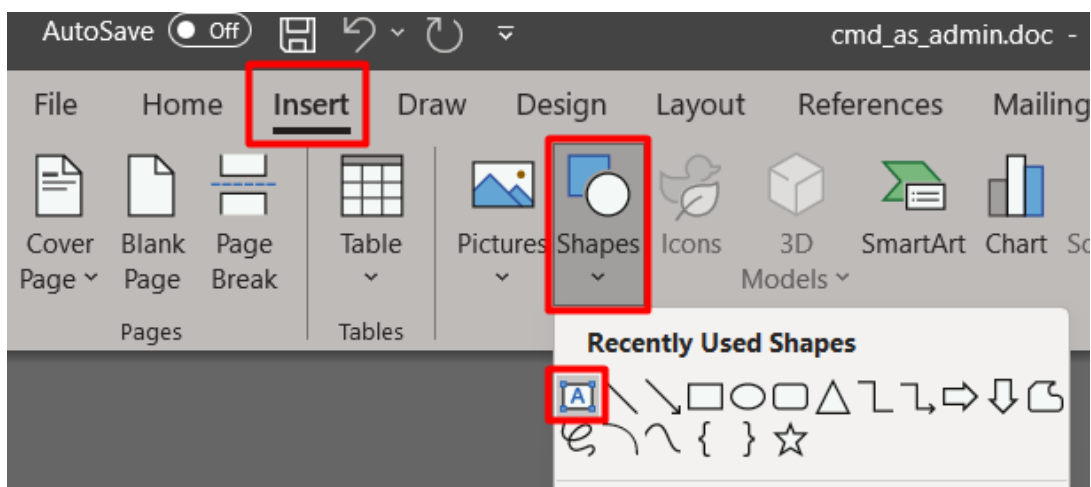 AutoSave Off cmd_as_admin.doc -
File Home Insert Draw Design Layout References Mailing
Cover Blank Page Table Pictures Shapes Icons 3D SmartArt Chart Sc
Page Page Break Models
Pages Tables
Recently Used Shapes
A
{ }